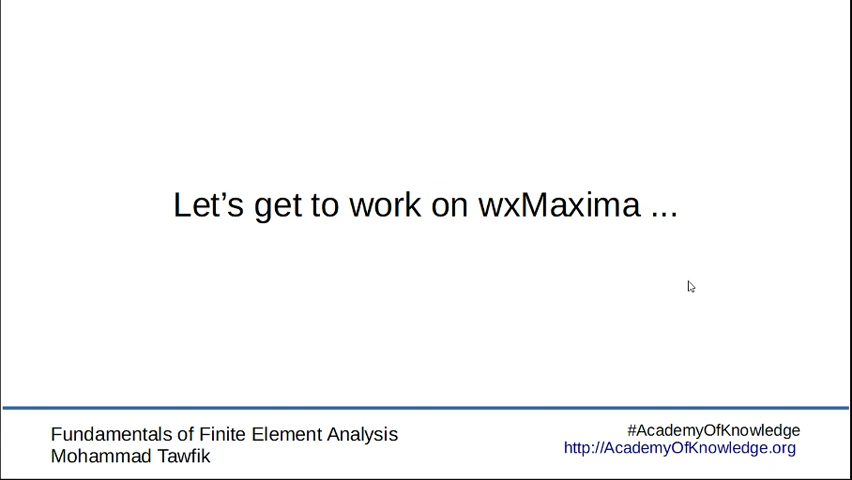 Let’s get to work on wxMaxima ...
Fundamentals of Finite Element Analysis
Mohammad Tawfik
#AcademyOfKnowledge
http://AcademyOfKnowledge.org